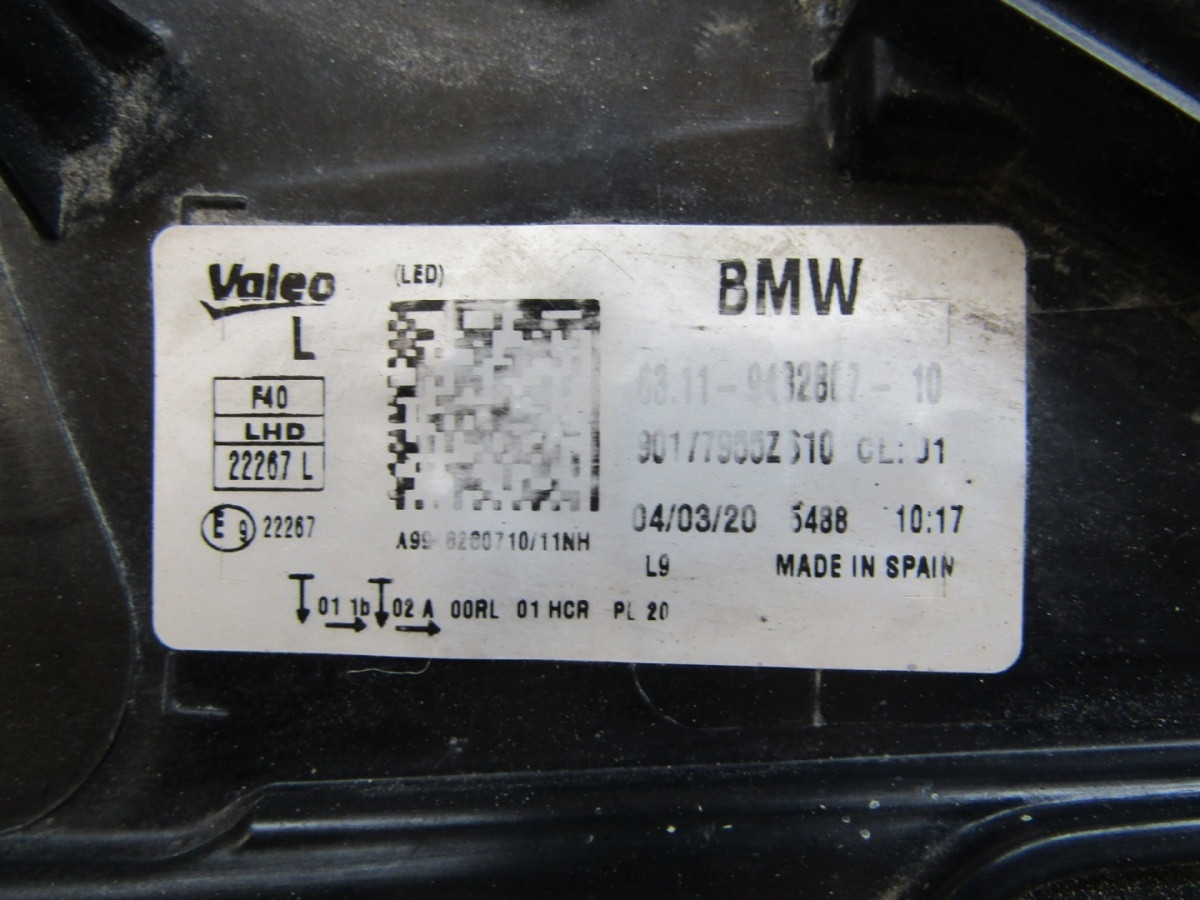 Valeo
(LED)
BMW
L
F40
LHD
22267 L
E 9 22267
04/03/20 5488 10:17
L9 MADE IN SPAIN
01 1b 02 A 00RL 01 HCR PL 20